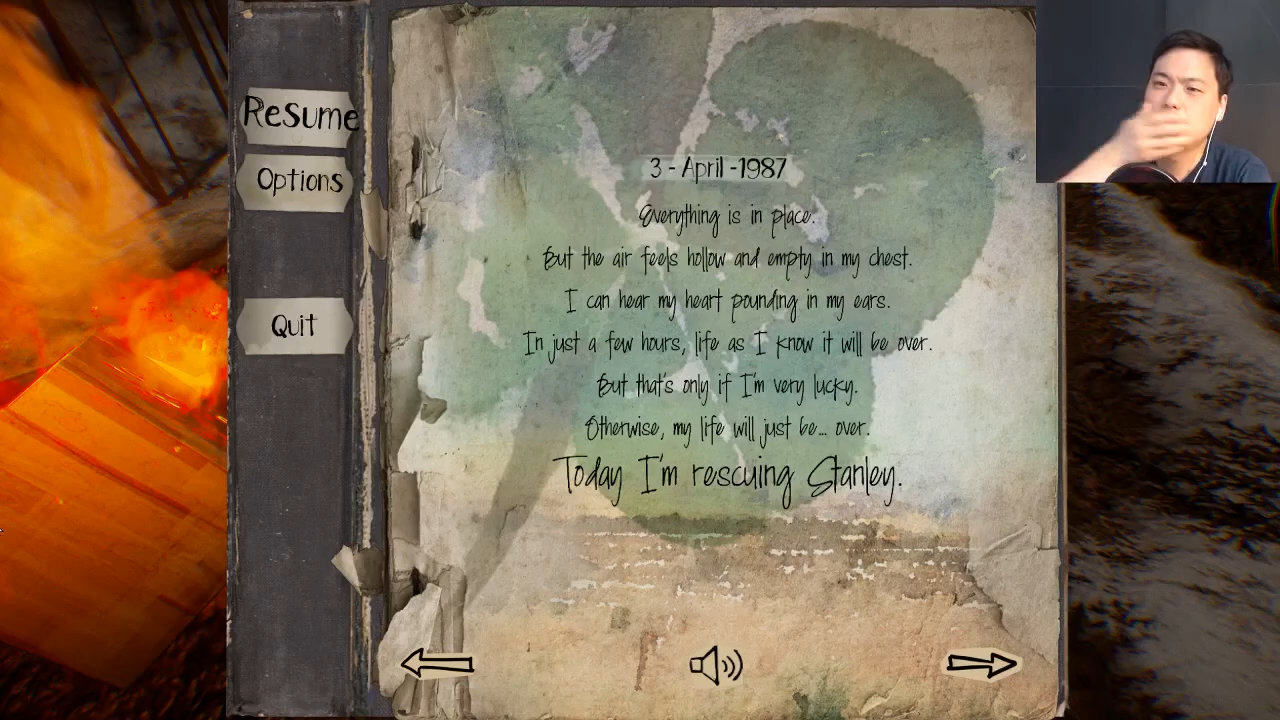 Resume
Options
Quit
3 - April - 1987
Everything is in place.
But the air feels hollow and empty in my chest.
I can hear my heart pounding in my ears.
In just a few hours, life as I know it will be over.
But that's only if I'm very lucky.
Otherwise, my life will just be... over.
Today I'm rescuing Stanley.